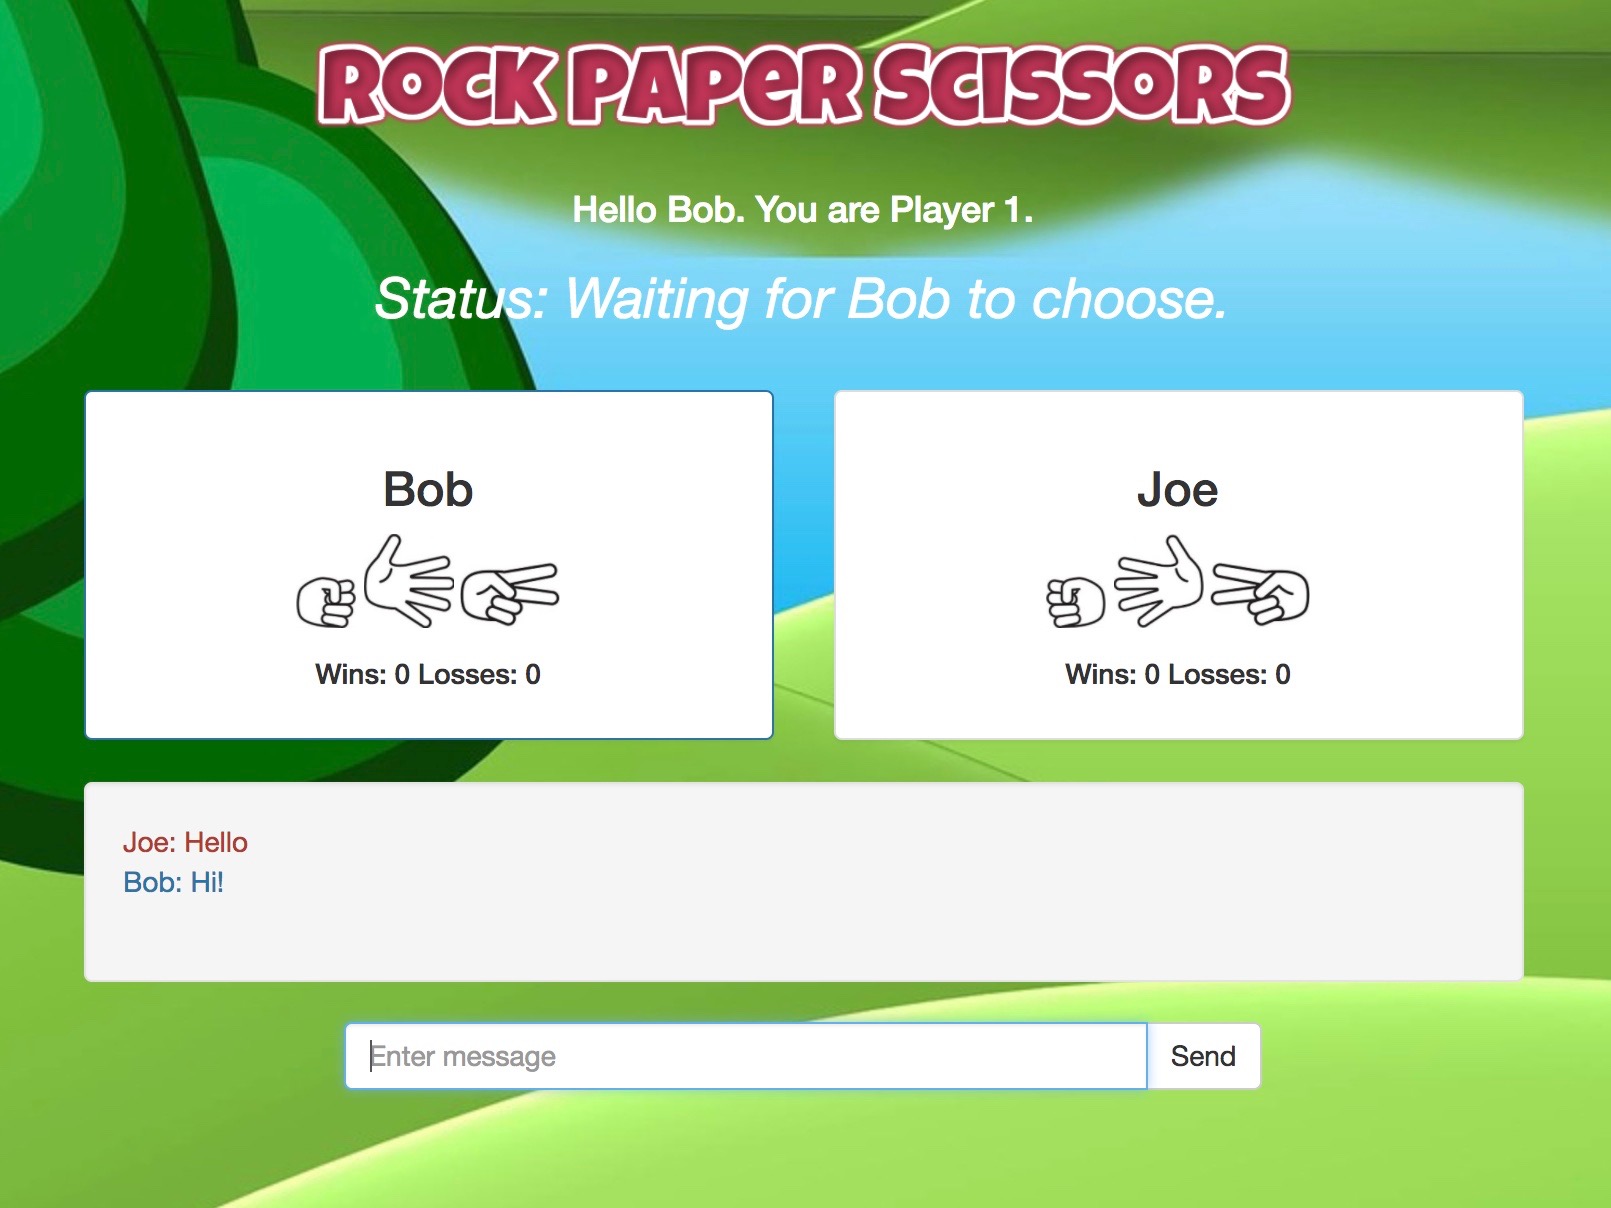 Rock Paper Scissors
Hello Bob. You are Player 1.
Status: Waiting for Bob to choose.
Bob
Wins: 0 Losses: 0
Joe
Wins: 0 Losses: 0
Joe: Hello
Bob: Hi!
Enter message
Send